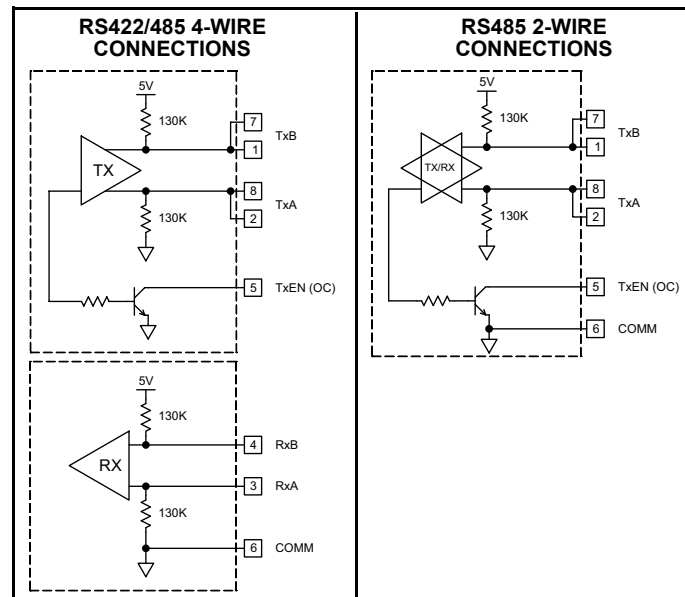 RS422/485 4-WIRE
CONNECTIONS
5V
130K
7
TxB
1
TX
8
TxA
2
130K
5 TxEN (OC)
5V
130K
4 RxB
RX
3 RxA
130K
6 COMM
RS485 2-WIRE
CONNECTIONS
5V
130K
7
TxB
1
TX/RX
8
TxA
2
130K
5 TxEN (OC)
6 COMM